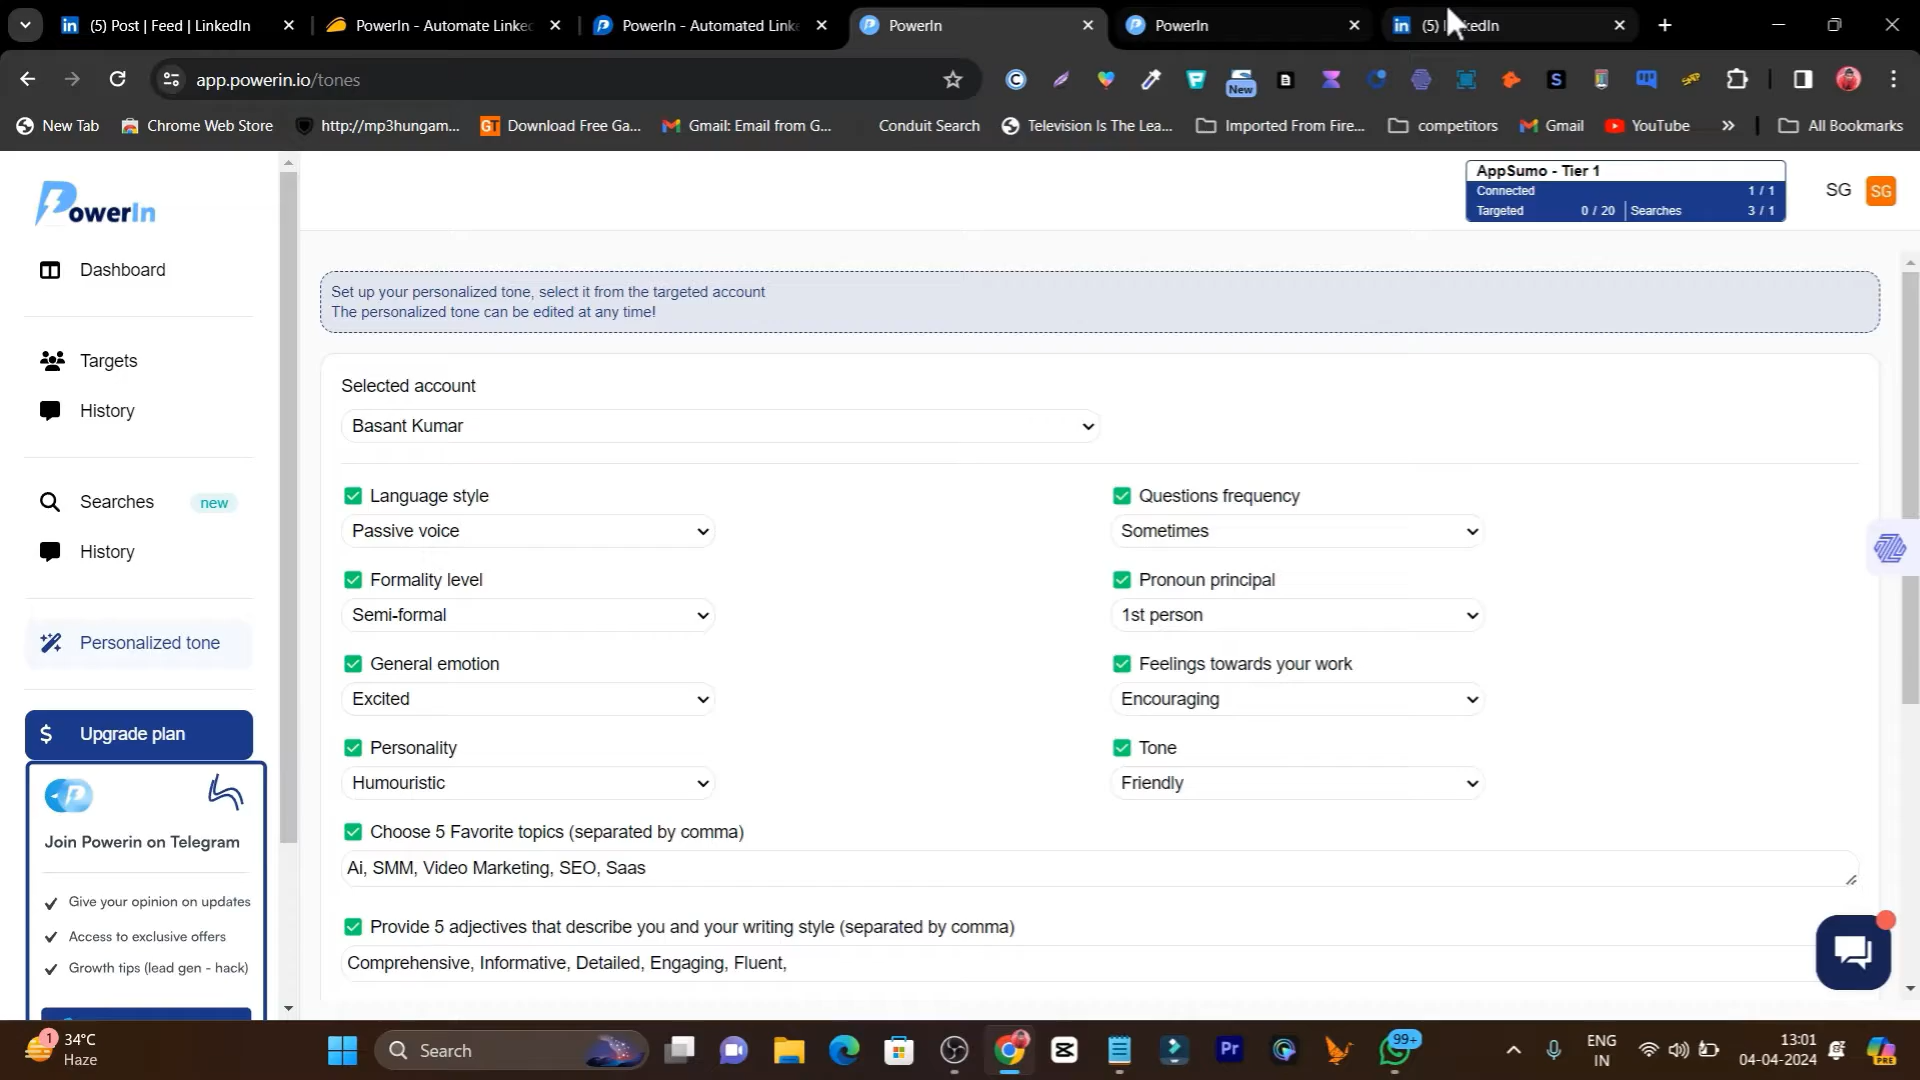 (5) Post | Feed | LinkedIn
PowerIn - Automate Linke
PowerIn - Automated Linke
PowerIn
PowerIn
(5)
app.powerin.io/tones
New
New Tab
Chrome Web Store
http://mp3hungam...
GT
Download Free Ga...
Gmail: Email from G...
Conduit Search
Television Is The Lea...
Imported From Fire...
competitors
Gmail
YouTube
»
All Bookmarks
PowerIn
AppSumo - Tier 1
Connected 1 / 1
Targeted 0 / 20 Searches 3 / 1
SG SG
Dashboard
Targets
History
Searches new
History
Personalized tone
$ Upgrade plan
Join Powerin on Telegram
Give your opinion on updates
Access to exclusive offers
Growth tips (lead gen - hack)
Set up your personalized tone, select it from the targeted account
The personalized tone can be edited at any time!
Selected account
Basant Kumar
Language style
Passive voice
Questions frequency
Sometimes
Formality level
Semi-formal
Pronoun principal
1st person
General emotion
Excited
Feelings towards your work
Encouraging
Personality
Humouristic
Tone
Friendly
Choose 5 Favorite topics (separated by comma)
Ai, SMM, Video Marketing, SEO, Saas
Provide 5 adjectives that describe you and your writing style (separated by comma)
Comprehensive, Informative, Detailed, Engaging, Fluent,
1
34°C
Haze
Search
Pr
99+
ENG
IN
13:01
04-04-2024
PRE